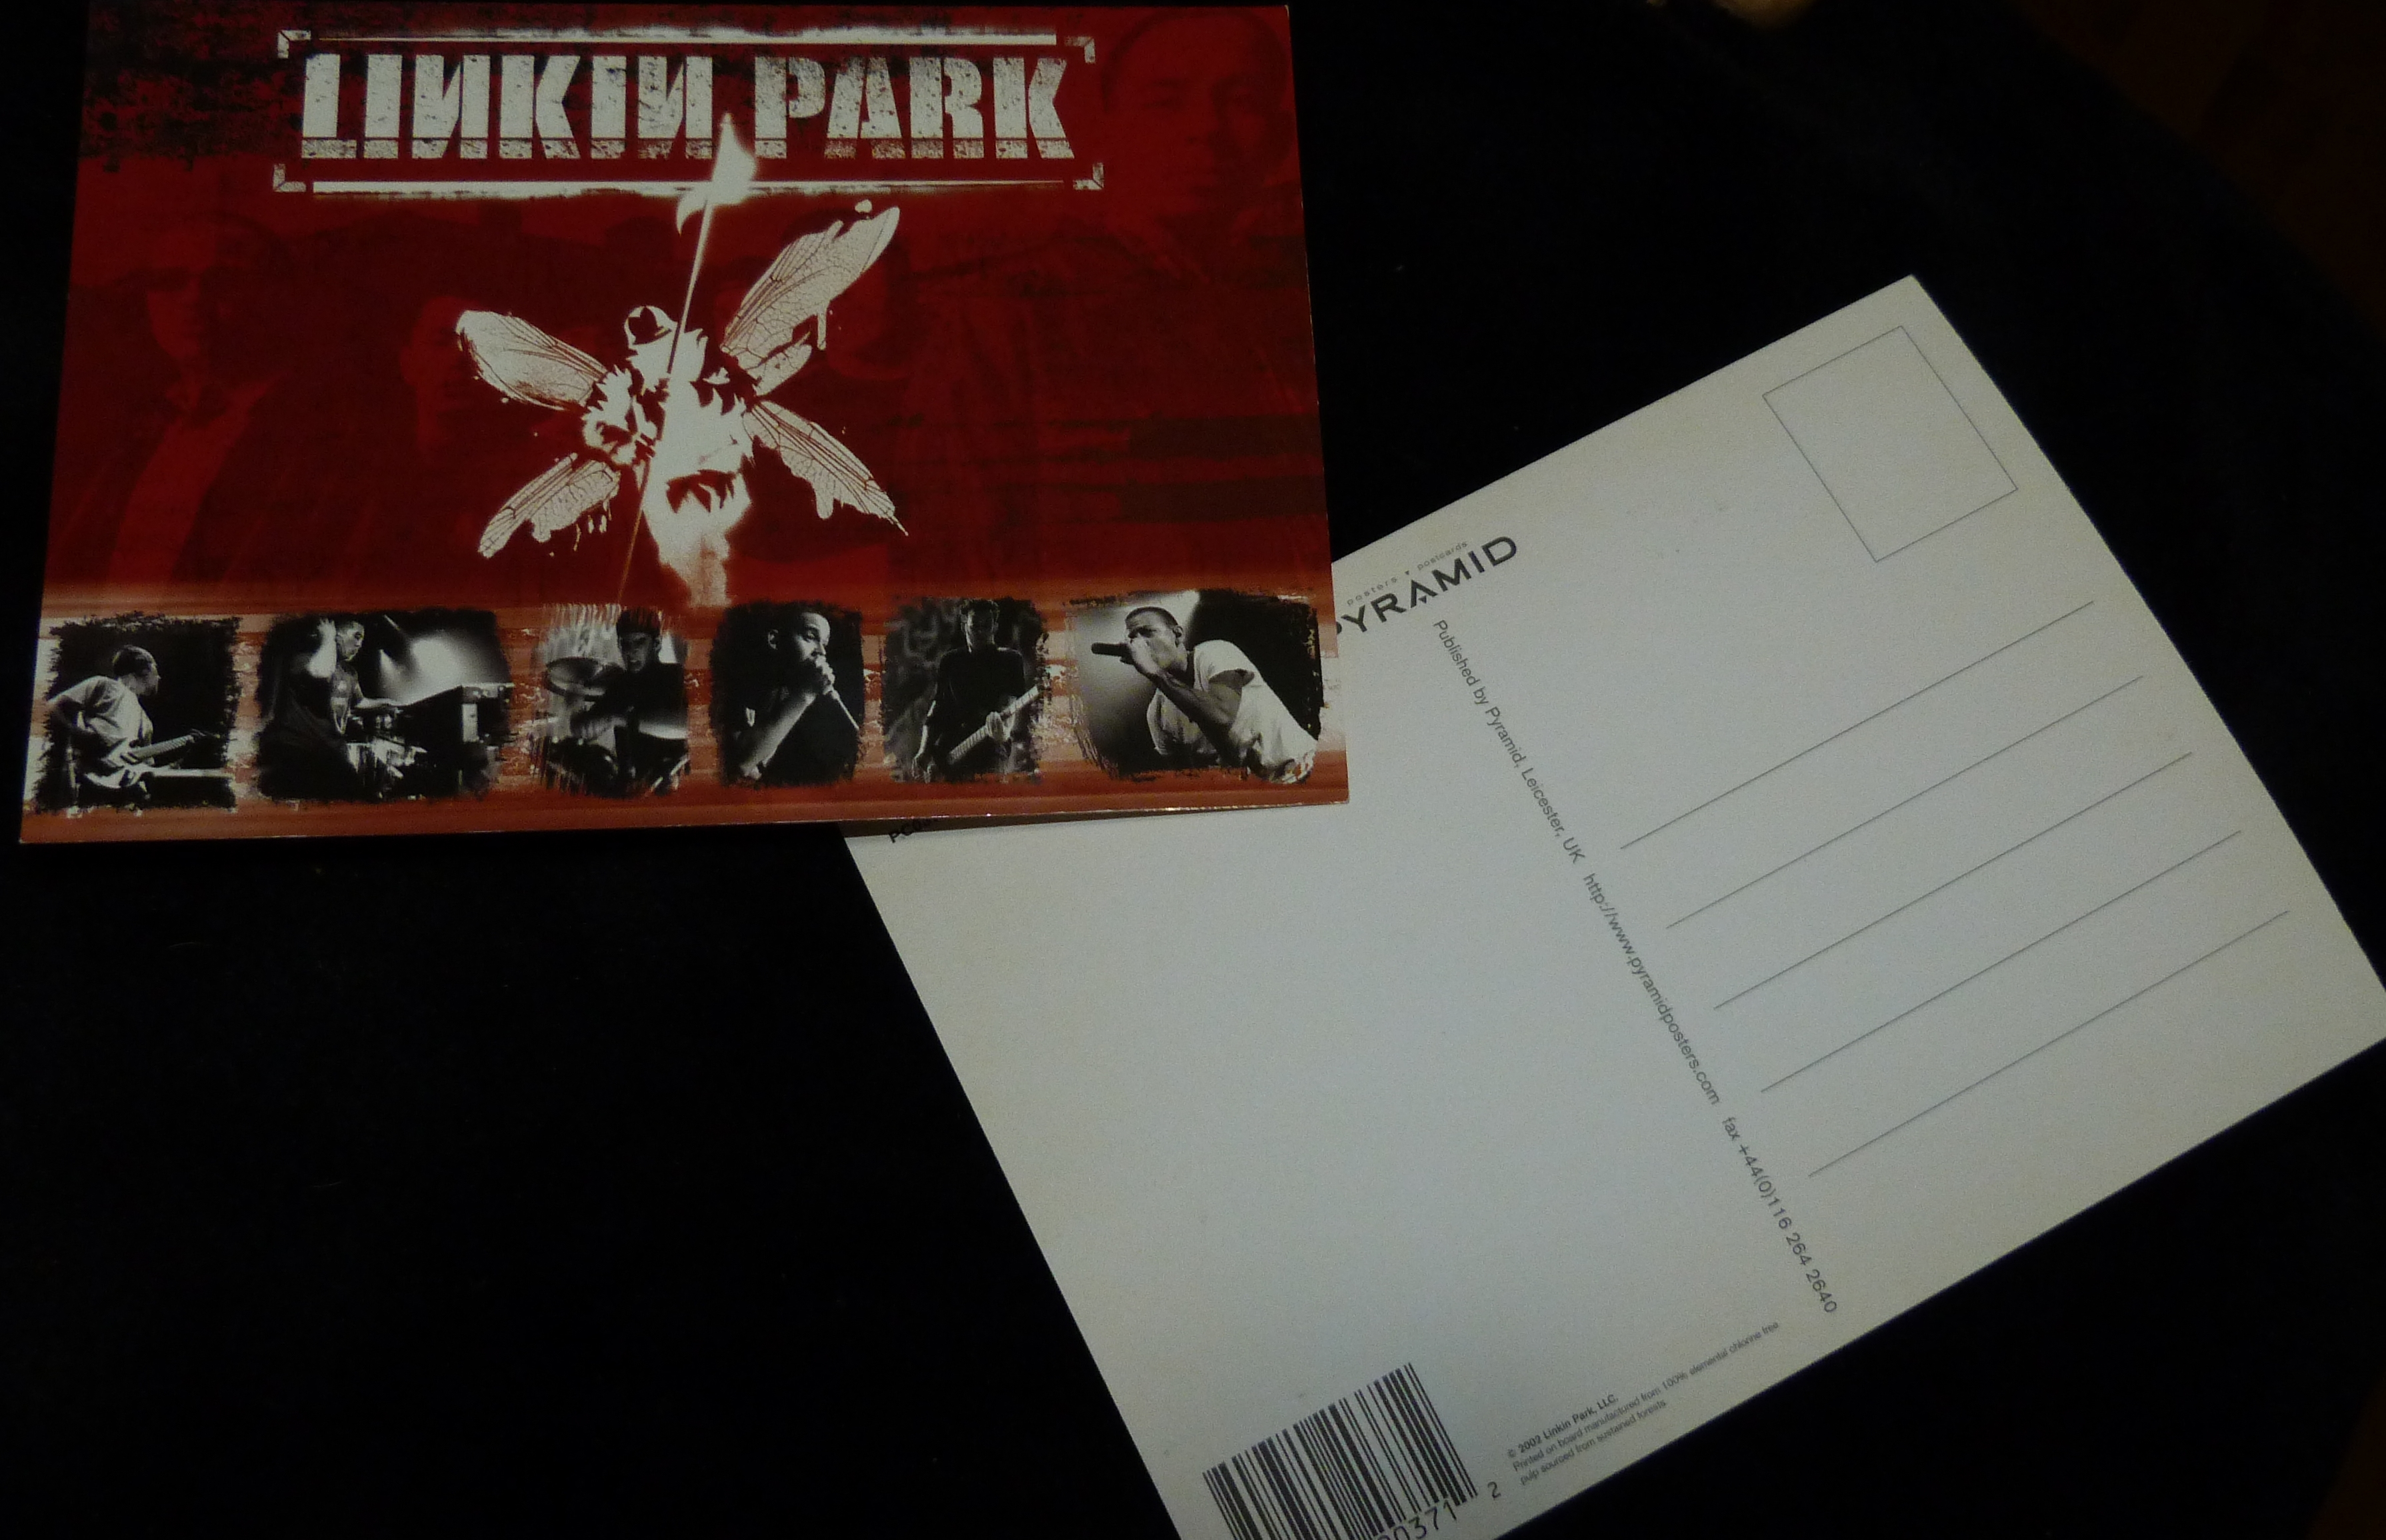 LINKIN PARK
posters • postcards
PYRAMID
Published by Pyramid, Leicester, UK http://www.pyramidposters.com fax +44(0)116 264 2640
© 2003 Linkin Park, LLC.
Printed on board manufactured from 100% elemental chlorine free
pulp sourced from sustained forests
0371 2